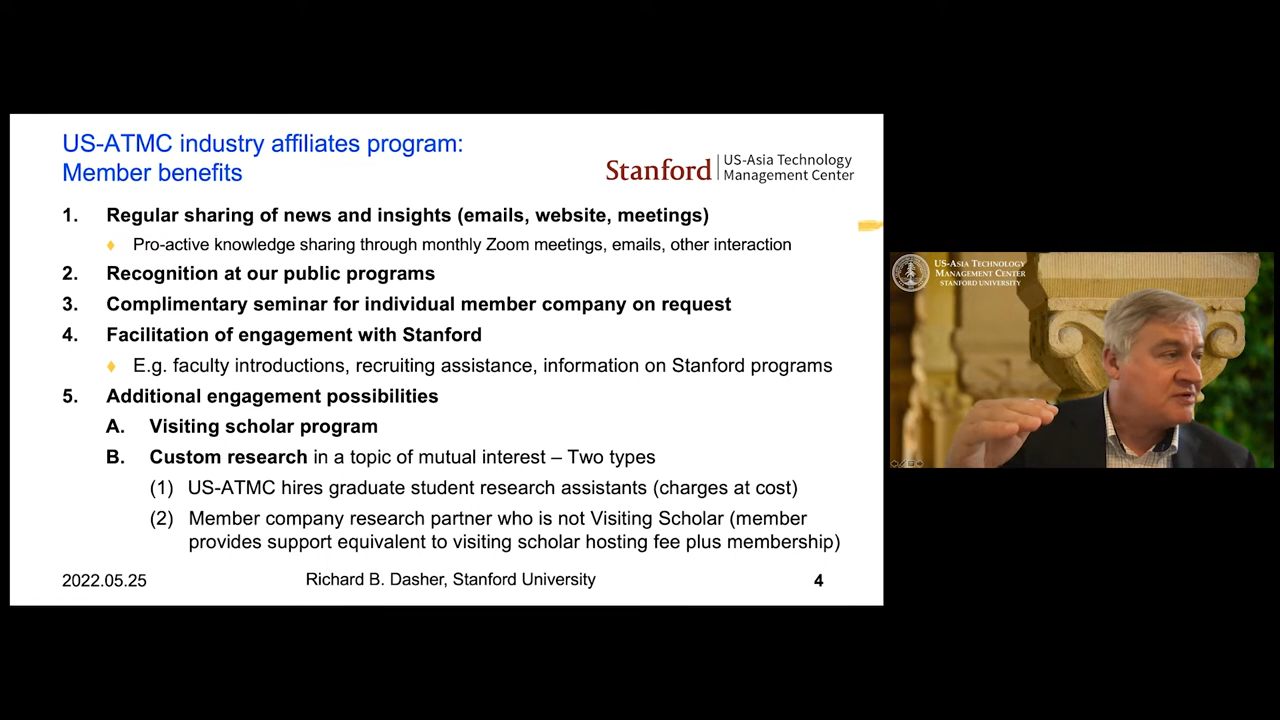 US-ATMC industry affiliates program:
Member benefits
Stanford
US-Asia Technology
Management Center
1. Regular sharing of news and insights (emails, website, meetings)
Pro-active knowledge sharing through monthly Zoom meetings, emails, other interaction
2. Recognition at our public programs
3. Complimentary seminar for individual member company on request
4. Facilitation of engagement with Stanford
E.g. faculty introductions, recruiting assistance, information on Stanford programs
5. Additional engagement possibilities
A. Visiting scholar program
B. Custom research in a topic of mutual interest – Two types
(1) US-ATMC hires graduate student research assistants (charges at cost)
(2) Member company research partner who is not Visiting Scholar (member
provides support equivalent to visiting scholar hosting fee plus membership)
2022.05.25
Richard B. Dasher, Stanford University
4
US-ASIA TECHNOLOGY
MANAGEMENT CENTER
STANFORD UNIVERSITY